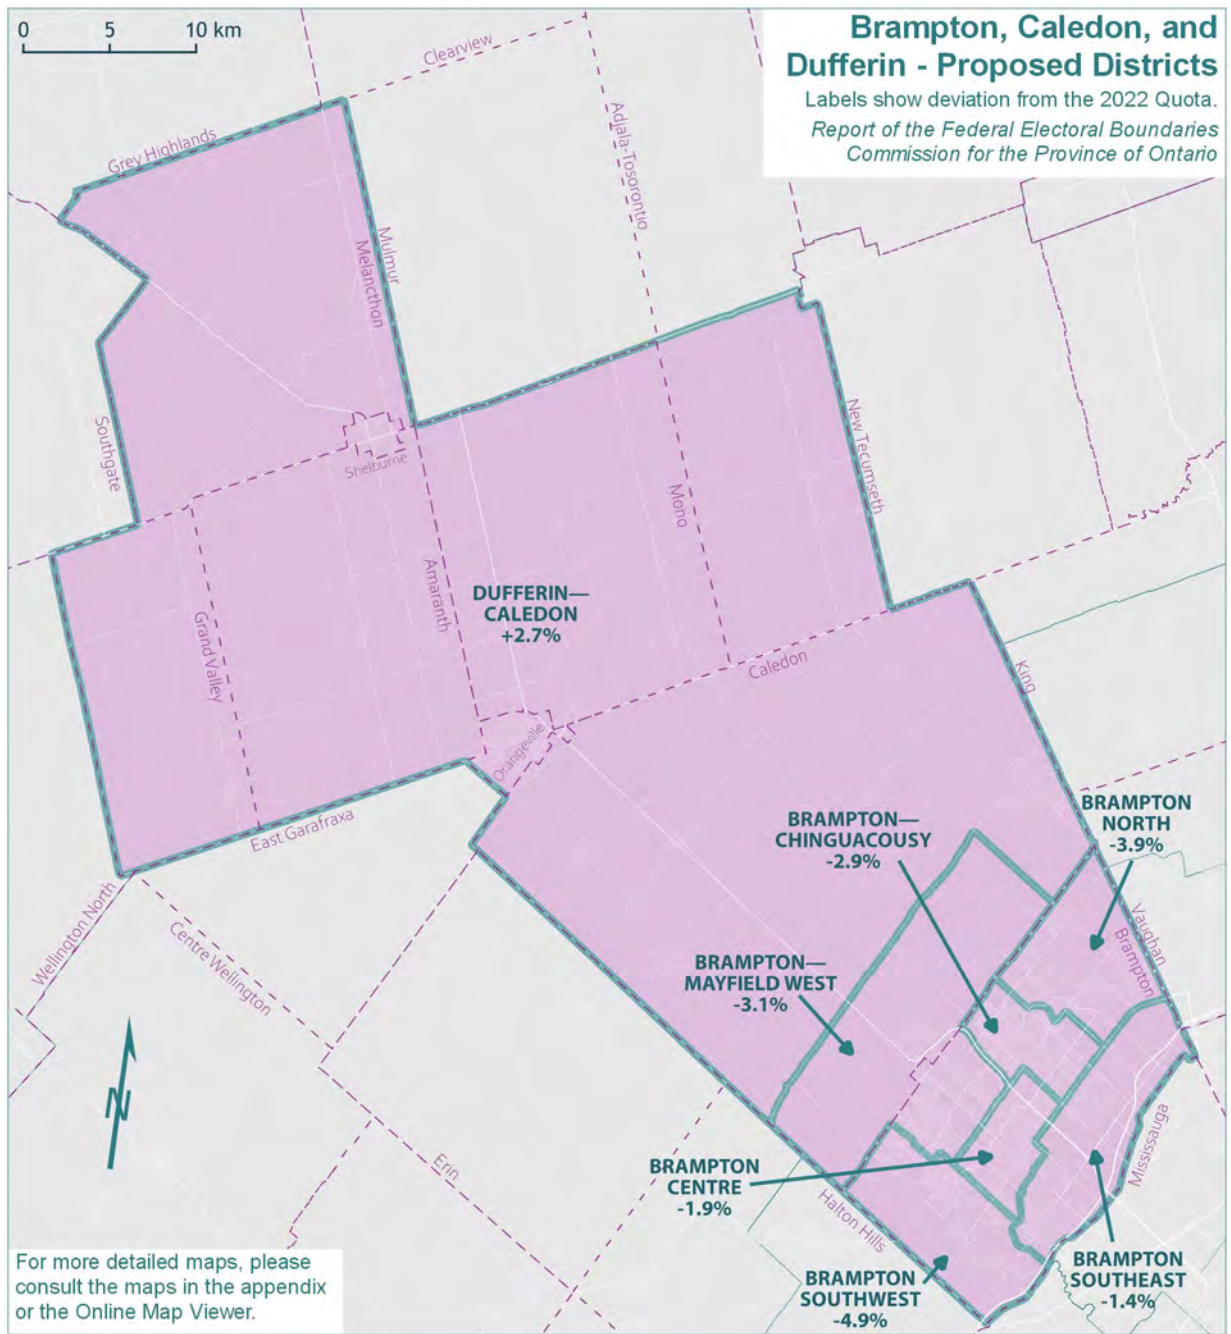 0 5 10 km
Brampton, Caledon, and
Dufferin - Proposed Districts
Labels show deviation from the 2022 Quota.
Report of the Federal Electoral Boundaries
Commission for the Province of Ontario
Clearview
Grey Highlands
Adjala-Tosorontio
Mulmur
Melancthon
Southgate
Shelburne
New Tecumseth
Mono
Amaranth
Grand Valley
DUFFERIN—
CALEDON
+2.7%
Caledon
King
Orangeville
East Garafraxa
BRAMPTON
NORTH
-3.9%
BRAMPTON—
CHINGUACOUSY
-2.9%
Wellington North
Centre Wellington
Vaughan
Brampton
BRAMPTON—
MAYFIELD WEST
-3.1%
N
Mississauga
Erin
BRAMPTON
CENTRE
-1.9%
Halton Hills
For more detailed maps, please
consult the maps in the appendix
or the Online Map Viewer.
BRAMPTON
SOUTHWEST
-4.9%
BRAMPTON
SOUTHEAST
-1.4%